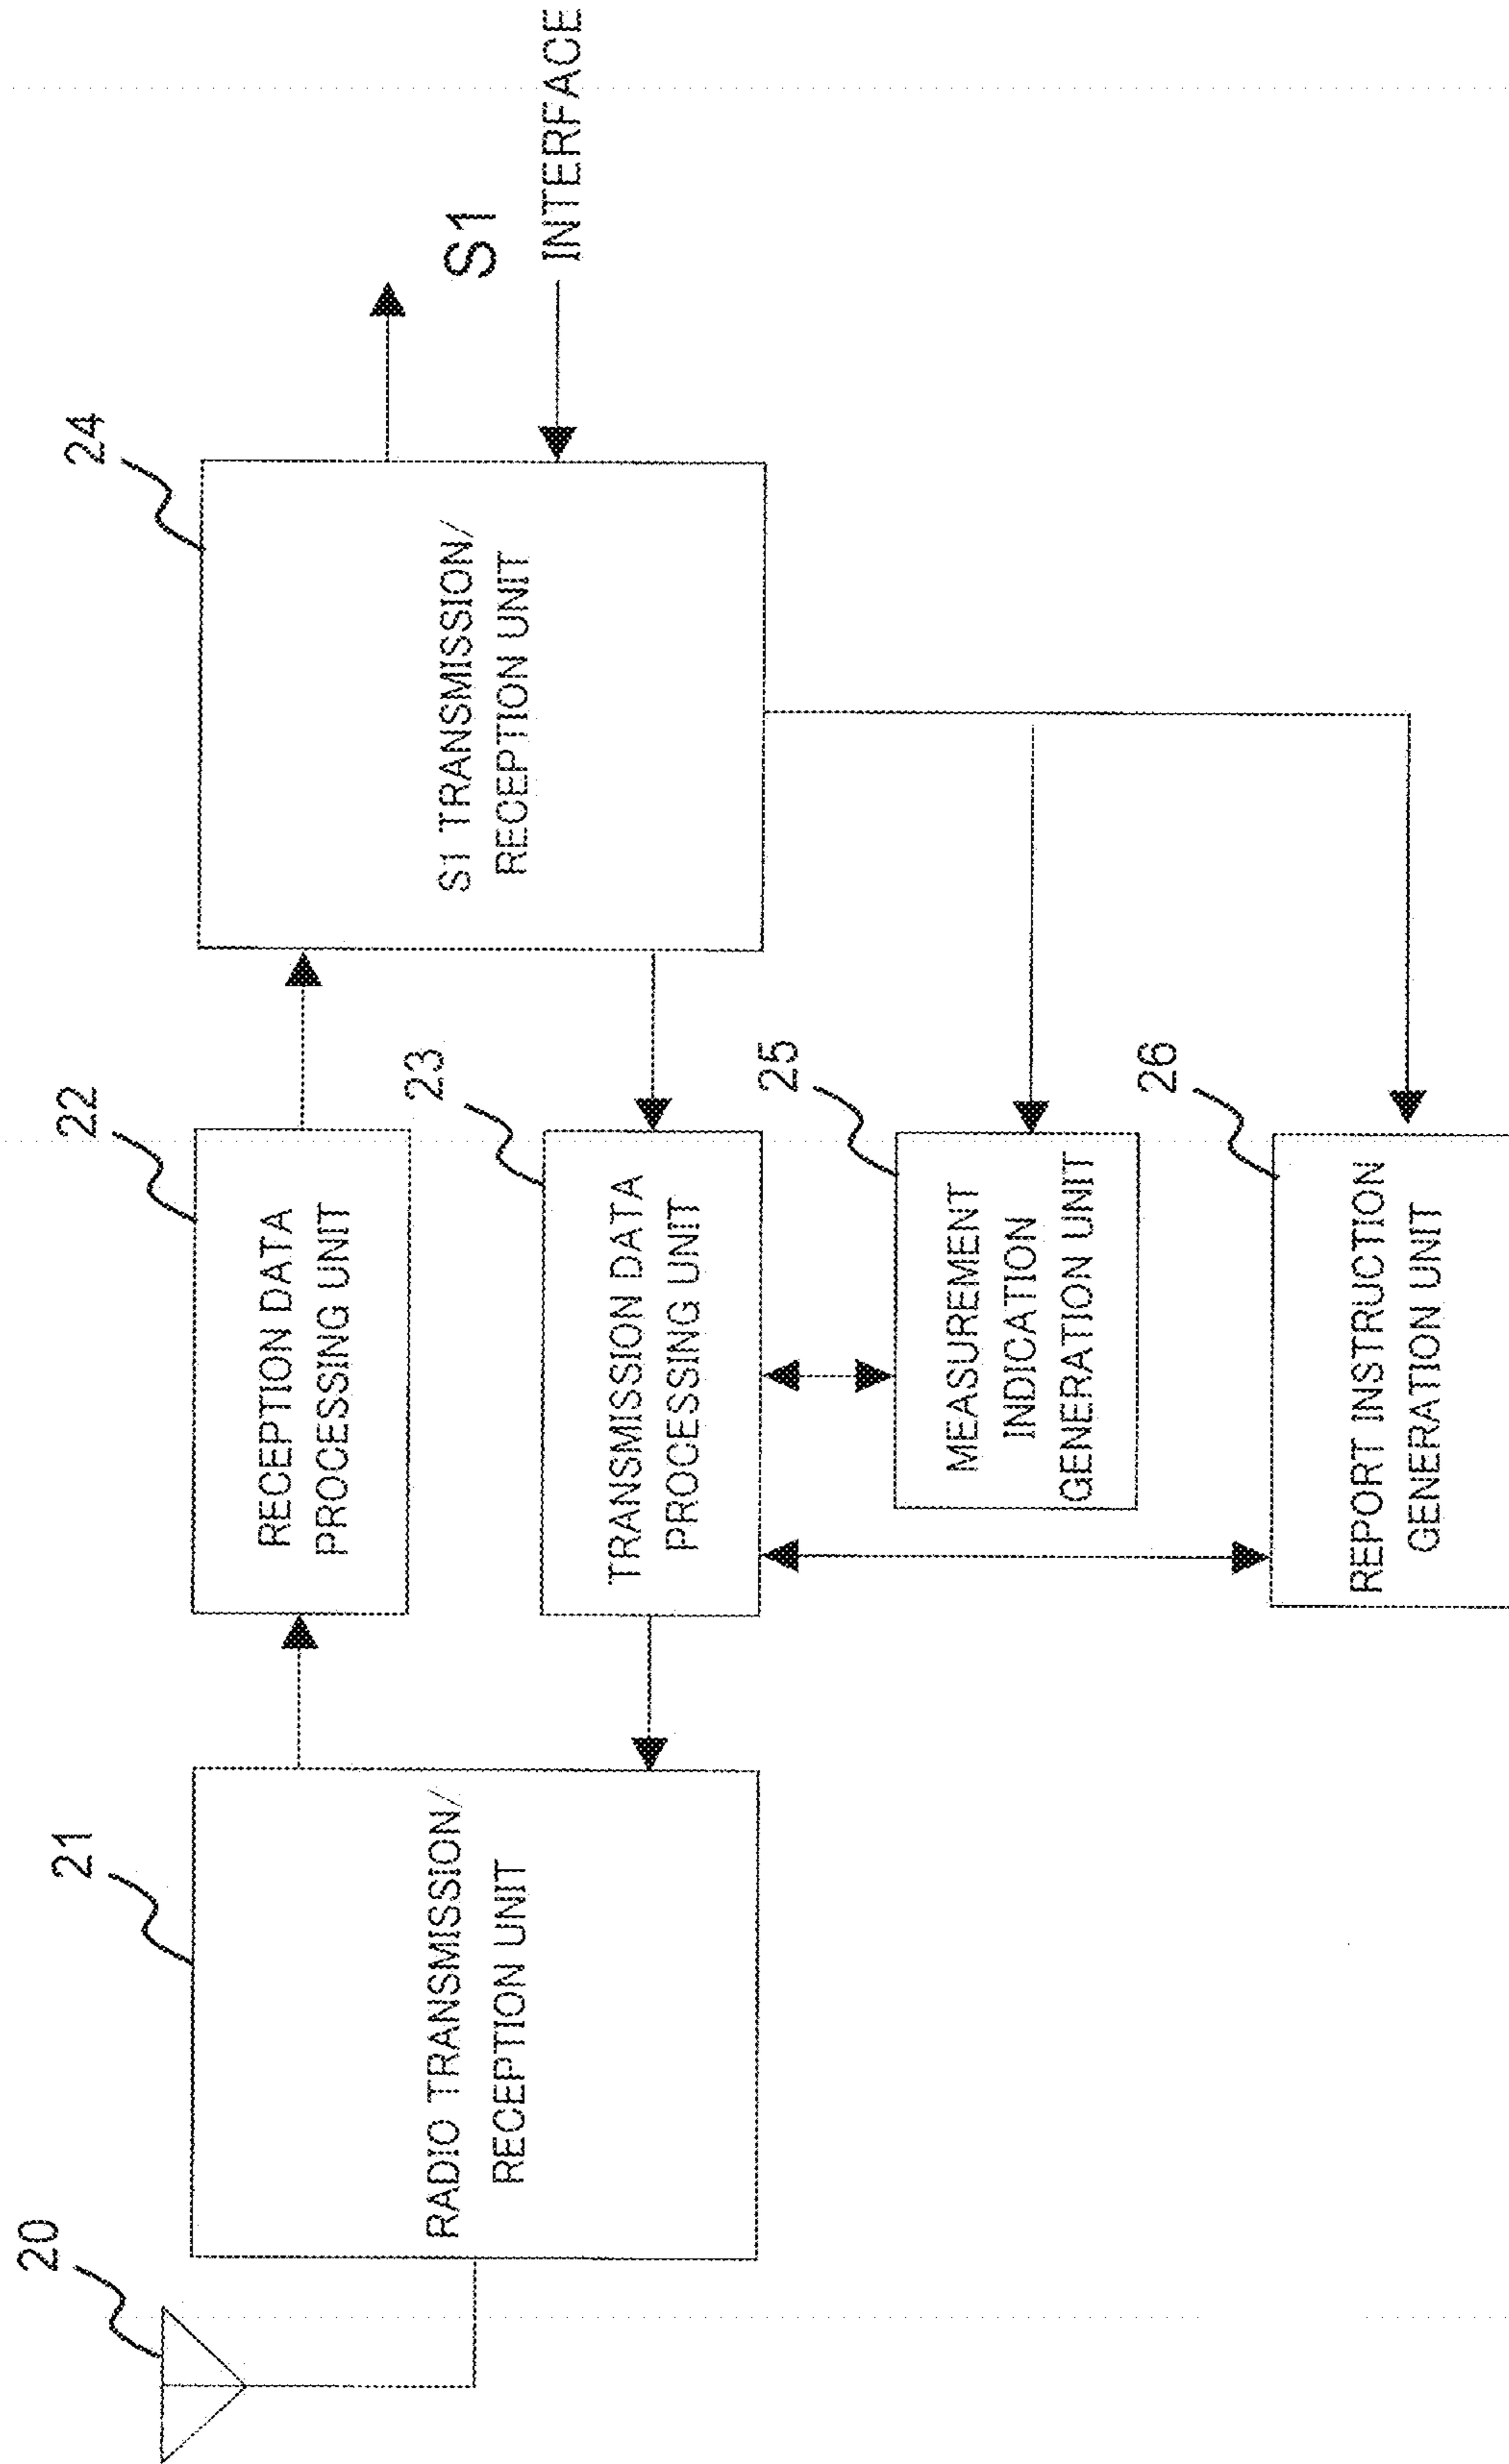 20
21
RADIO TRANSMISSION/
RECEPTION UNIT
22
RECEPTION DATA
PROCESSING UNIT
23
TRANSMISSION DATA
PROCESSING UNIT
24
S1 TRANSMISSION/
RECEPTION UNIT
S1
INTERFACE
25
MEASUREMENT
INDICATION
GENERATION UNIT
26
REPORT INSTRUCTION
GENERATION UNIT